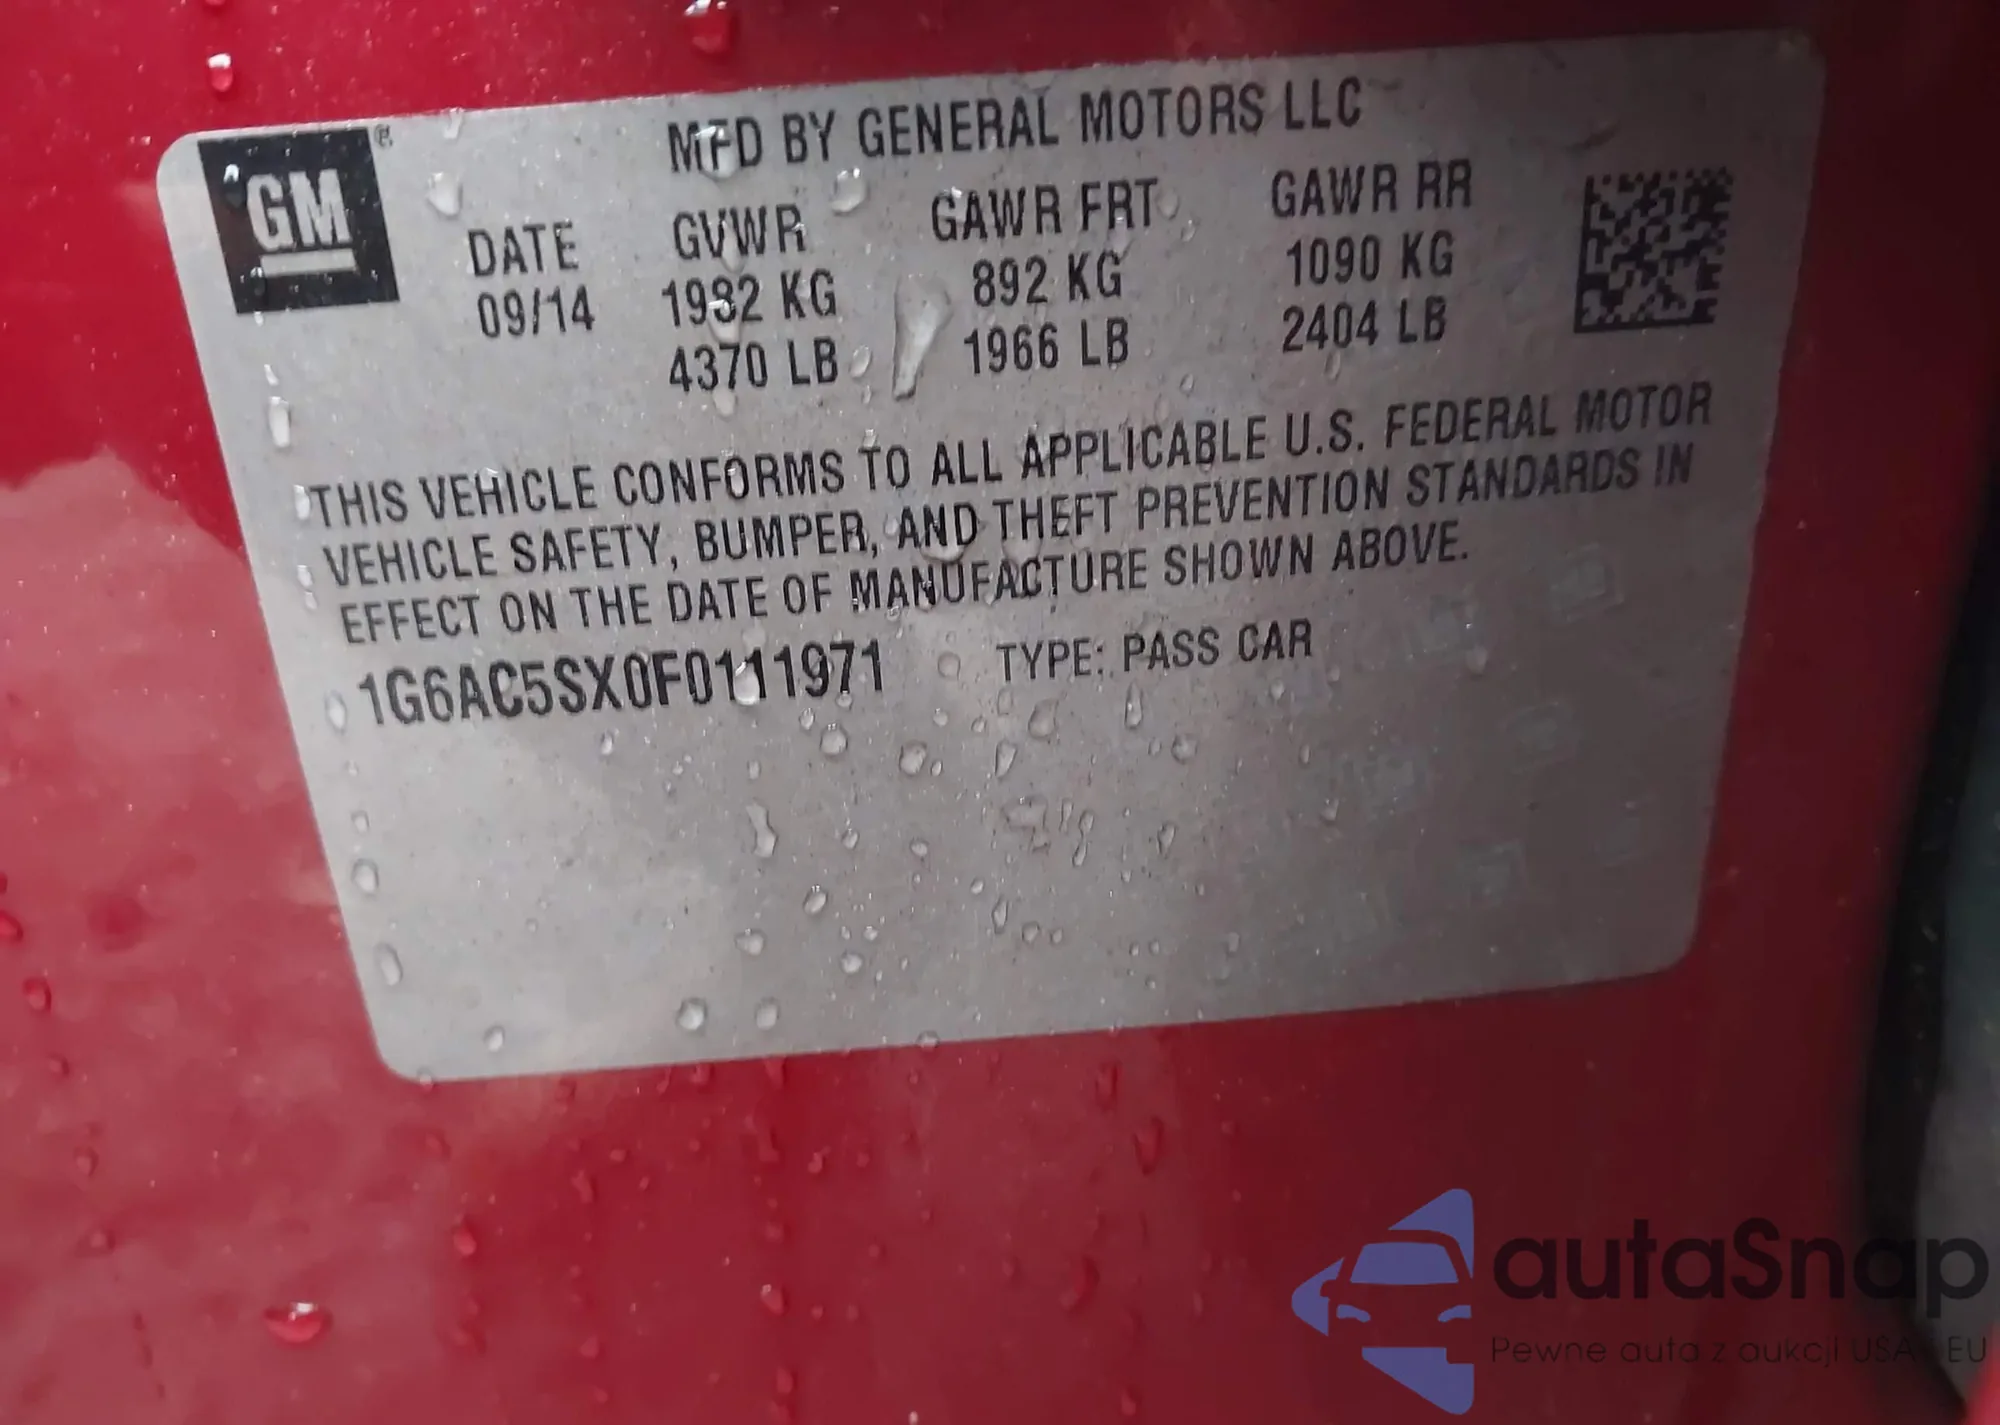 GM®
MFD BY GENERAL MOTORS LLC
DATE GVWR GAWR FRT GAWR RR
09/14 1982 KG 892 KG 1090 KG
4370 LB 1966 LB 2404 LB
THIS VEHICLE CONFORMS TO ALL APPLICABLE U.S. FEDERAL MOTOR
VEHICLE SAFETY, BUMPER, AND THEFT PREVENTION STANDARDS IN
EFFECT ON THE DATE OF MANUFACTURE SHOWN ABOVE.
1G6AC5SX0F0111971 TYPE: PASS CAR
autaSnap
Pewne auta z aukcji USA i EU